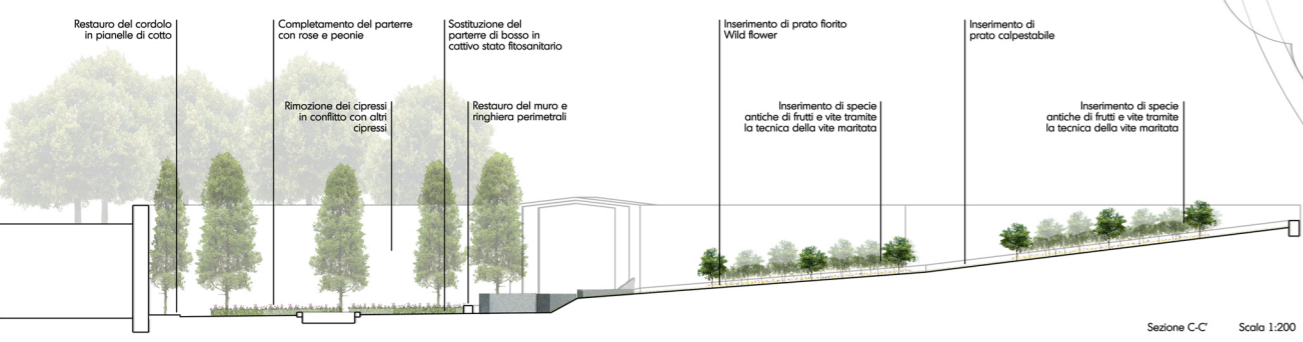 Restauro del cordolo
in pianelle di cotto
Completamento del parterre
con rose e peonie
Sostituzione del
parterre di bosso in
cattivo stato fitosanitario
Inserimento di prato fiorito
Wild flower
Inserimento di
prato calpestabile
Rimozione dei cipressi
in conflitto con altri
cipressi
Restauro del muro e
ringhiera perimetrali
Inserimento di specie
antiche di frutti e vite tramite
la tecnica della vite maritata
Inserimento di specie
antiche di frutti e vite tramite
la tecnica della vite maritata
Sezione C-C' Scala 1:200